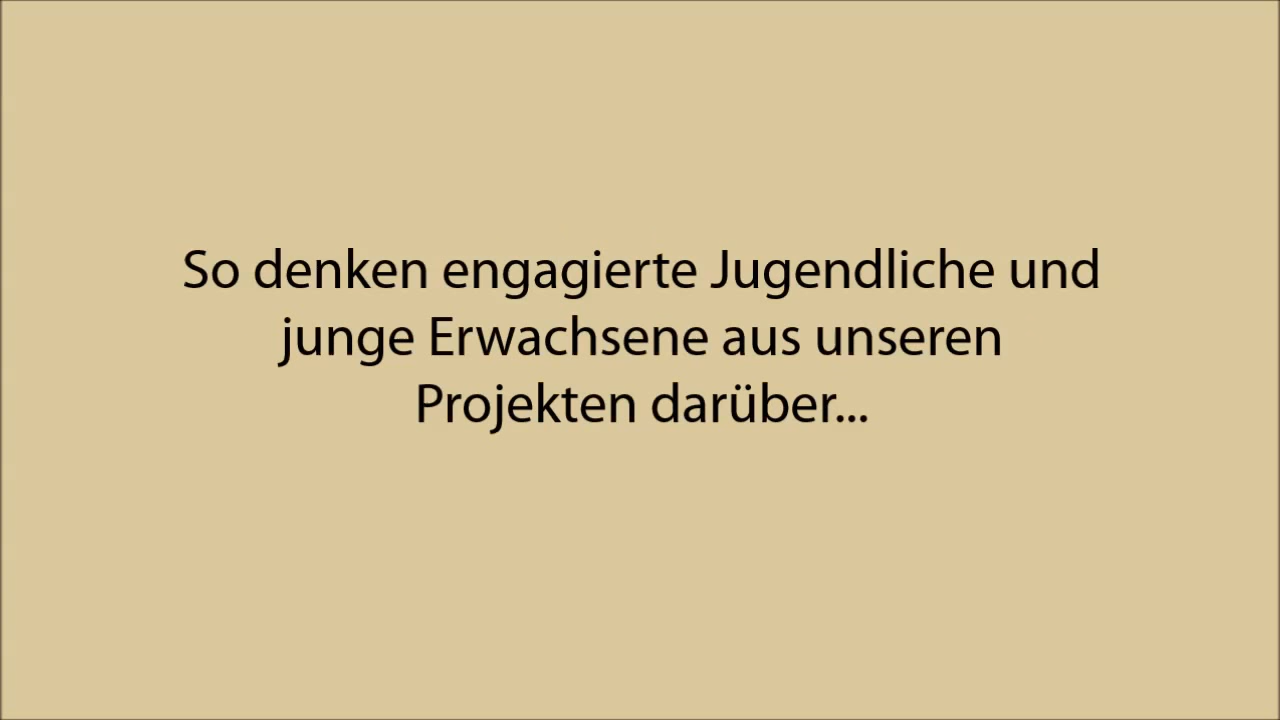 So denken engagierte Jugendliche und
junge Erwachsene aus unseren
Projekten darüber...